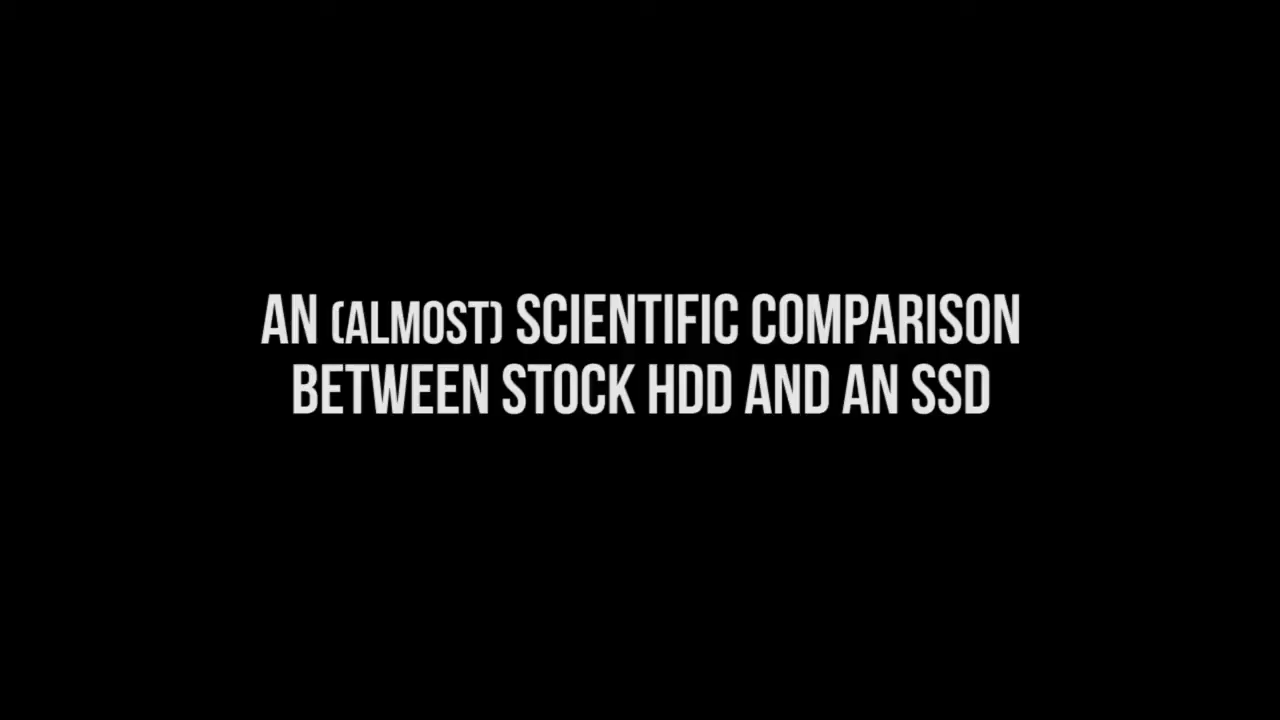 AN (ALMOST) SCIENTIFIC COMPARISON
BETWEEN STOCK HDD AND AN SSD